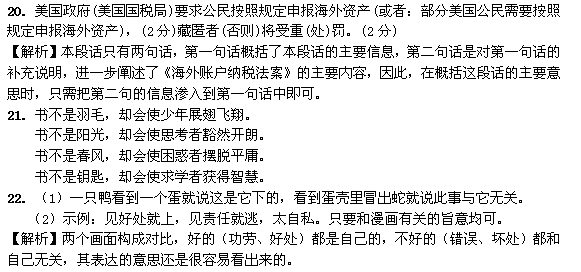 20．美国政府(美国国税局)要求公民按照规定申报海外资产(或者：部分美国公民需要按照
规定申报海外资产)，(2分)藏匿者(否则)将受重(处)罚。(2分)
【解析】本段话只有两句话，第一句话概括了本段话的主要信息，第二句话是对第一句话的
补充说明，进一步阐述了《海外账户纳税法案》的主要内容，因此，在概括这段话的主要意
思时，只需把第二句的信息渗入到第一句话中即可。
21．书不是羽毛，却会使少年展翅飞翔。
书不是阳光，却会使思考者豁然开朗。
书不是春风，却会使困惑者摆脱平庸。
书不是钥匙，却会使求学者获得智慧。
22．（1）一只鸭看到一个蛋就说这是它下的，看到蛋壳里冒出蛇就说此事与它无关。
（2）示例：见好处就上，见责任就逃，太自私。只要和漫画有关的旨意均可。
【解析】两个画面构成对比，好的（功劳、好处）都是自己的，不好的（错误、坏处）都和
自己无关，其表达的意思还是很容易看出来的。